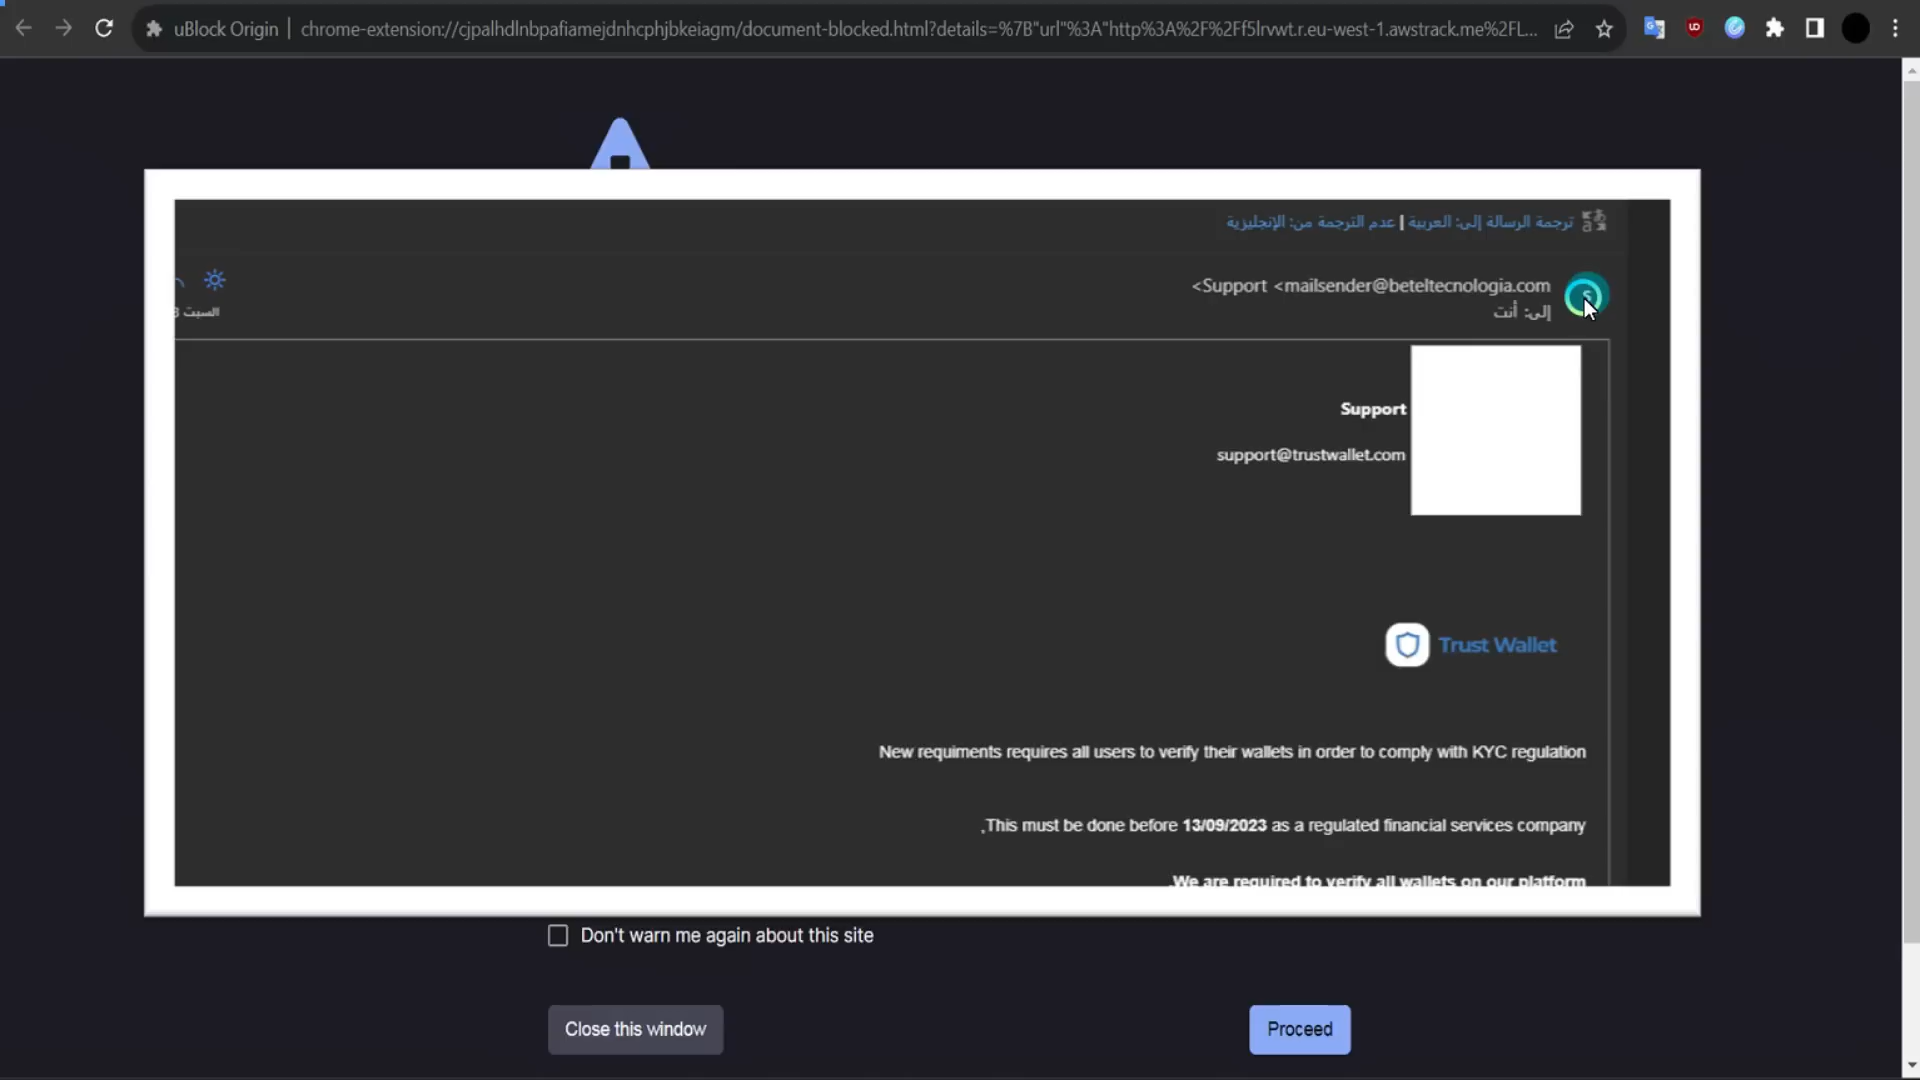 uBlock Origin | chrome-extension://cjpalhdlnbpafiamejdnhcphjbkeiagm/document-blocked.html?details=%7B"url"%3A"http%3A%2F%2Ff5lrvwt.r.eu-west-1.awstrack.me%2FL...
ترجمة الرسالة إلى: العربية | عدم الترجمة من: الإنجليزية
<Support <mailsender@beteltecnologia.com
إلى: أنت
السبت 3
Support
support@trustwallet.com
Trust Wallet
New requiments requires all users to verify their wallets in order to comply with KYC regulation
,This must be done before 13/09/2023 as a regulated financial services company
We are required to verify all wallets on our platform
Don't warn me again about this site
Close this window
Proceed